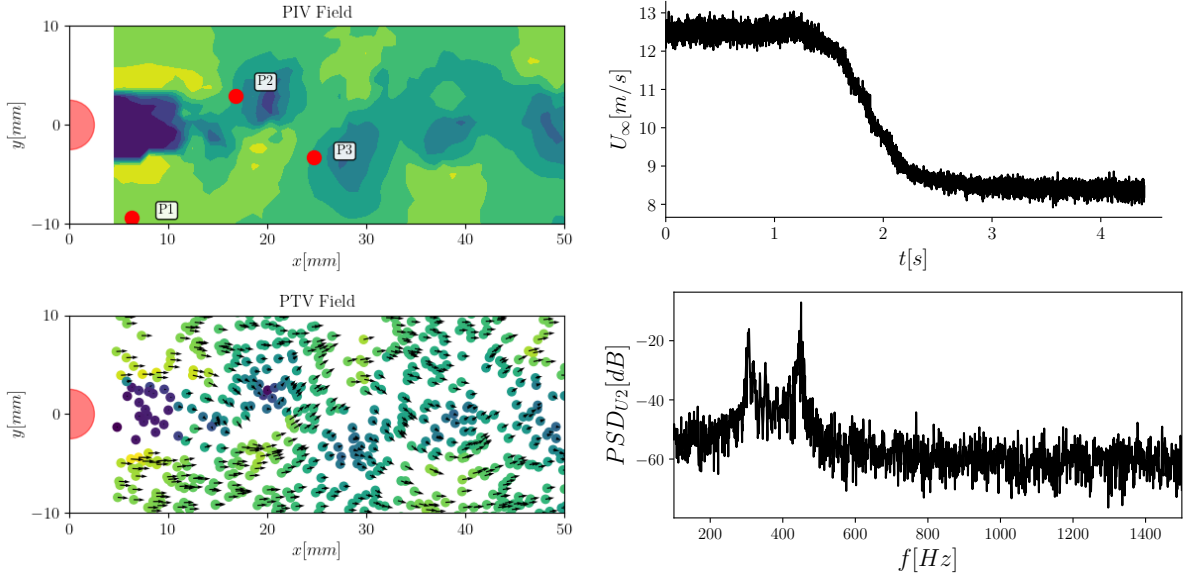 PIV Field
10
0
−10
y[mm]
P1
P2
P3
0 10 20 30 40 50
x[mm]
13
12
11
10
9
8
U∞[m/s]
0 1 2 3 4
t[s]
PTV Field
10
0
−10
y[mm]
0 10 20 30 40 50
x[mm]
−20
−40
−60
PSD_{U2}[dB]
200 400 600 800 1000 1200 1400
f[Hz]